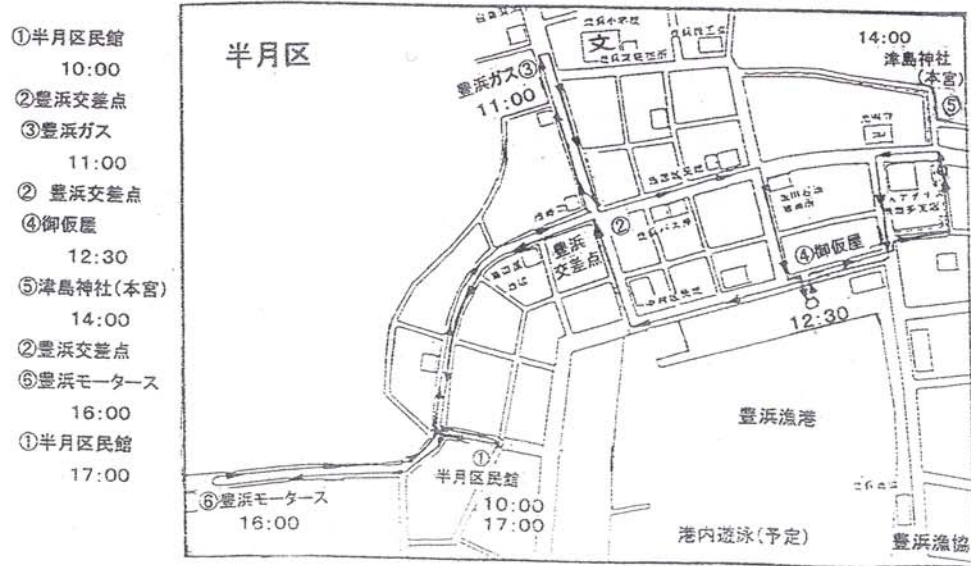 ①半月区民館
10:00
②豊浜交差点
③豊浜ガス
11:00
② 豊浜交差点
④御仮屋
12:30
⑤津島神社(本宮)
14:00
②豊浜交差点
⑥豊浜モータース
16:00
①半月区民館
17:00
半月区
文
豊浜ガス③
11:00
14:00
津島神社
(本宮)
⑤
②
豊浜
交差点
④御仮屋
12:30
豊浜漁港
①
半月区民館
10:00
17:00
⑥豊浜モータース
16:00
港内遊泳(予定)
豊浜漁協